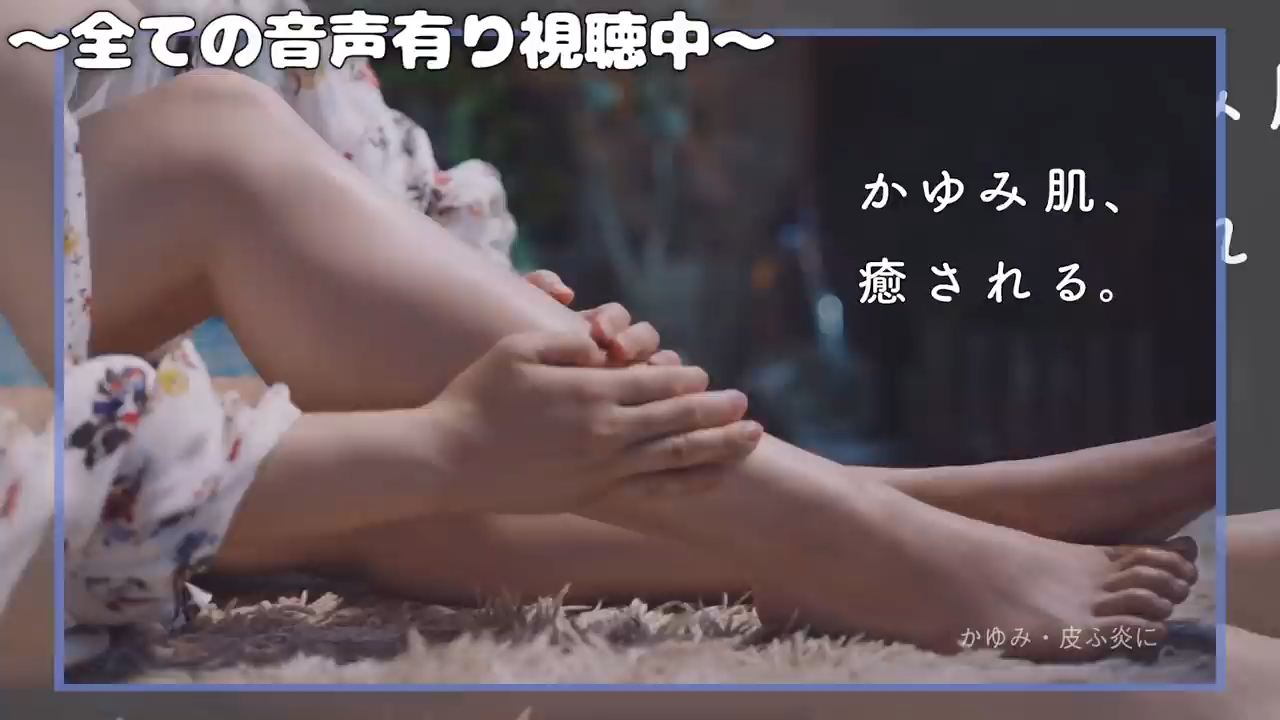 ～全ての音声有り視聴中～
かゆみ肌、
癒される。
かゆみ・皮ふ炎に